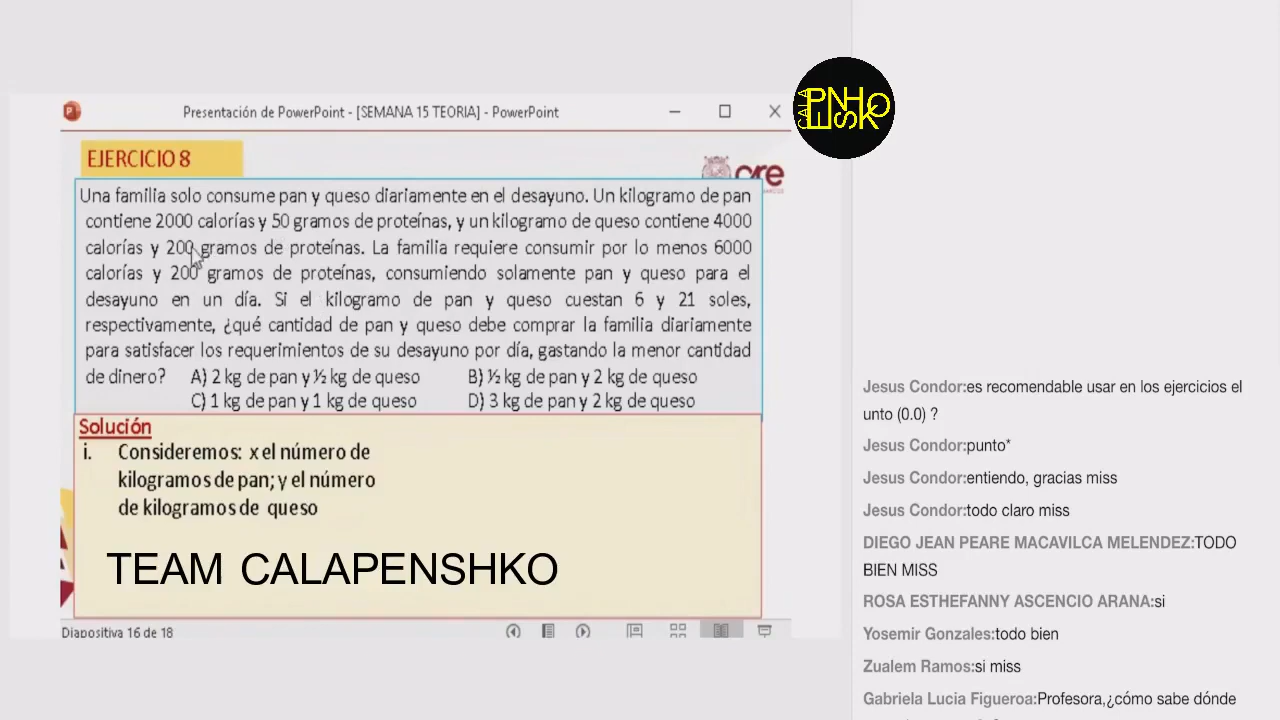 Presentación de PowerPoint - [SEMANA 15 TEORIA] - PowerPoint
CALA
PENHSKO
EJERCICIO 8
cre
Una familia solo consume pan y queso diariamente en el desayuno. Un kilogramo de pan
contiene 2000 calorías y 50 gramos de proteínas, y un kilogramo de queso contiene 4000
calorías y 200 gramos de proteínas. La familia requiere consumir por lo menos 6000
calorías y 200 gramos de proteínas, consumiendo solamente pan y queso para el
desayuno en un día. Si el kilogramo de pan y queso cuestan 6 y 21 soles,
respectivamente, ¿qué cantidad de pan y queso debe comprar la familia diariamente
para satisfacer los requerimientos de su desayuno por día, gastando la menor cantidad
de dinero? A) 2 kg de pan y ½ kg de queso B) ½ kg de pan y 2 kg de queso
C) 1 kg de pan y 1 kg de queso D) 3 kg de pan y 2 kg de queso
Solución
i. Consideremos: x el número de
kilogramos de pan; y el número
de kilogramos de queso
TEAM CALAPENSHKO
Diapositiva 16 de 18
Jesus Condor:es recomendable usar en los ejercicios el
unto (0.0) ?
Jesus Condor:punto*
Jesus Condor:entiendo, gracias miss
Jesus Condor:todo claro miss
DIEGO JEAN PEARE MACAVILCA MELENDEZ:TODO
BIEN MISS
ROSA ESTHEFANNY ASCENCIO ARANA:si
Yosemir Gonzales:todo bien
Zualem Ramos:si miss
Gabriela Lucia Figueroa:Profesora,¿cómo sabe dónde